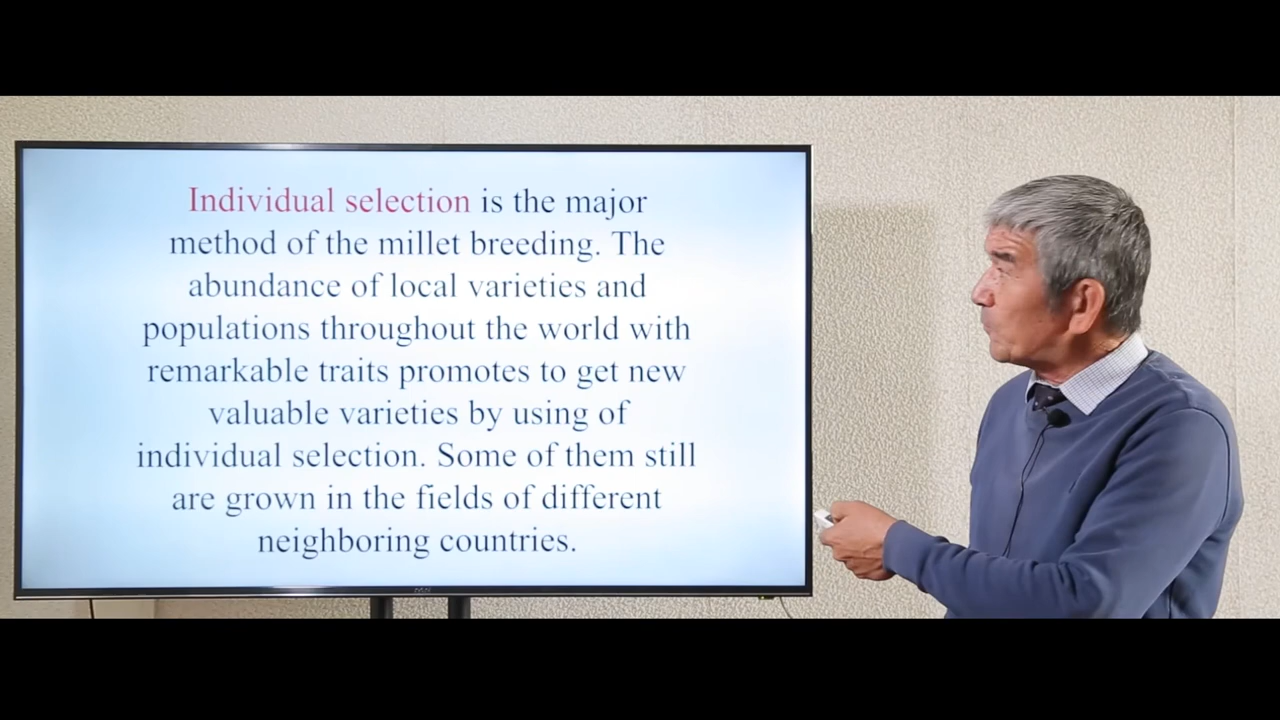 Individual selection is the major
method of the millet breeding. The
abundance of local varieties and
populations throughout the world with
remarkable traits promotes to get new
valuable varieties by using of
individual selection. Some of them still
are grown in the fields of different
neighboring countries.